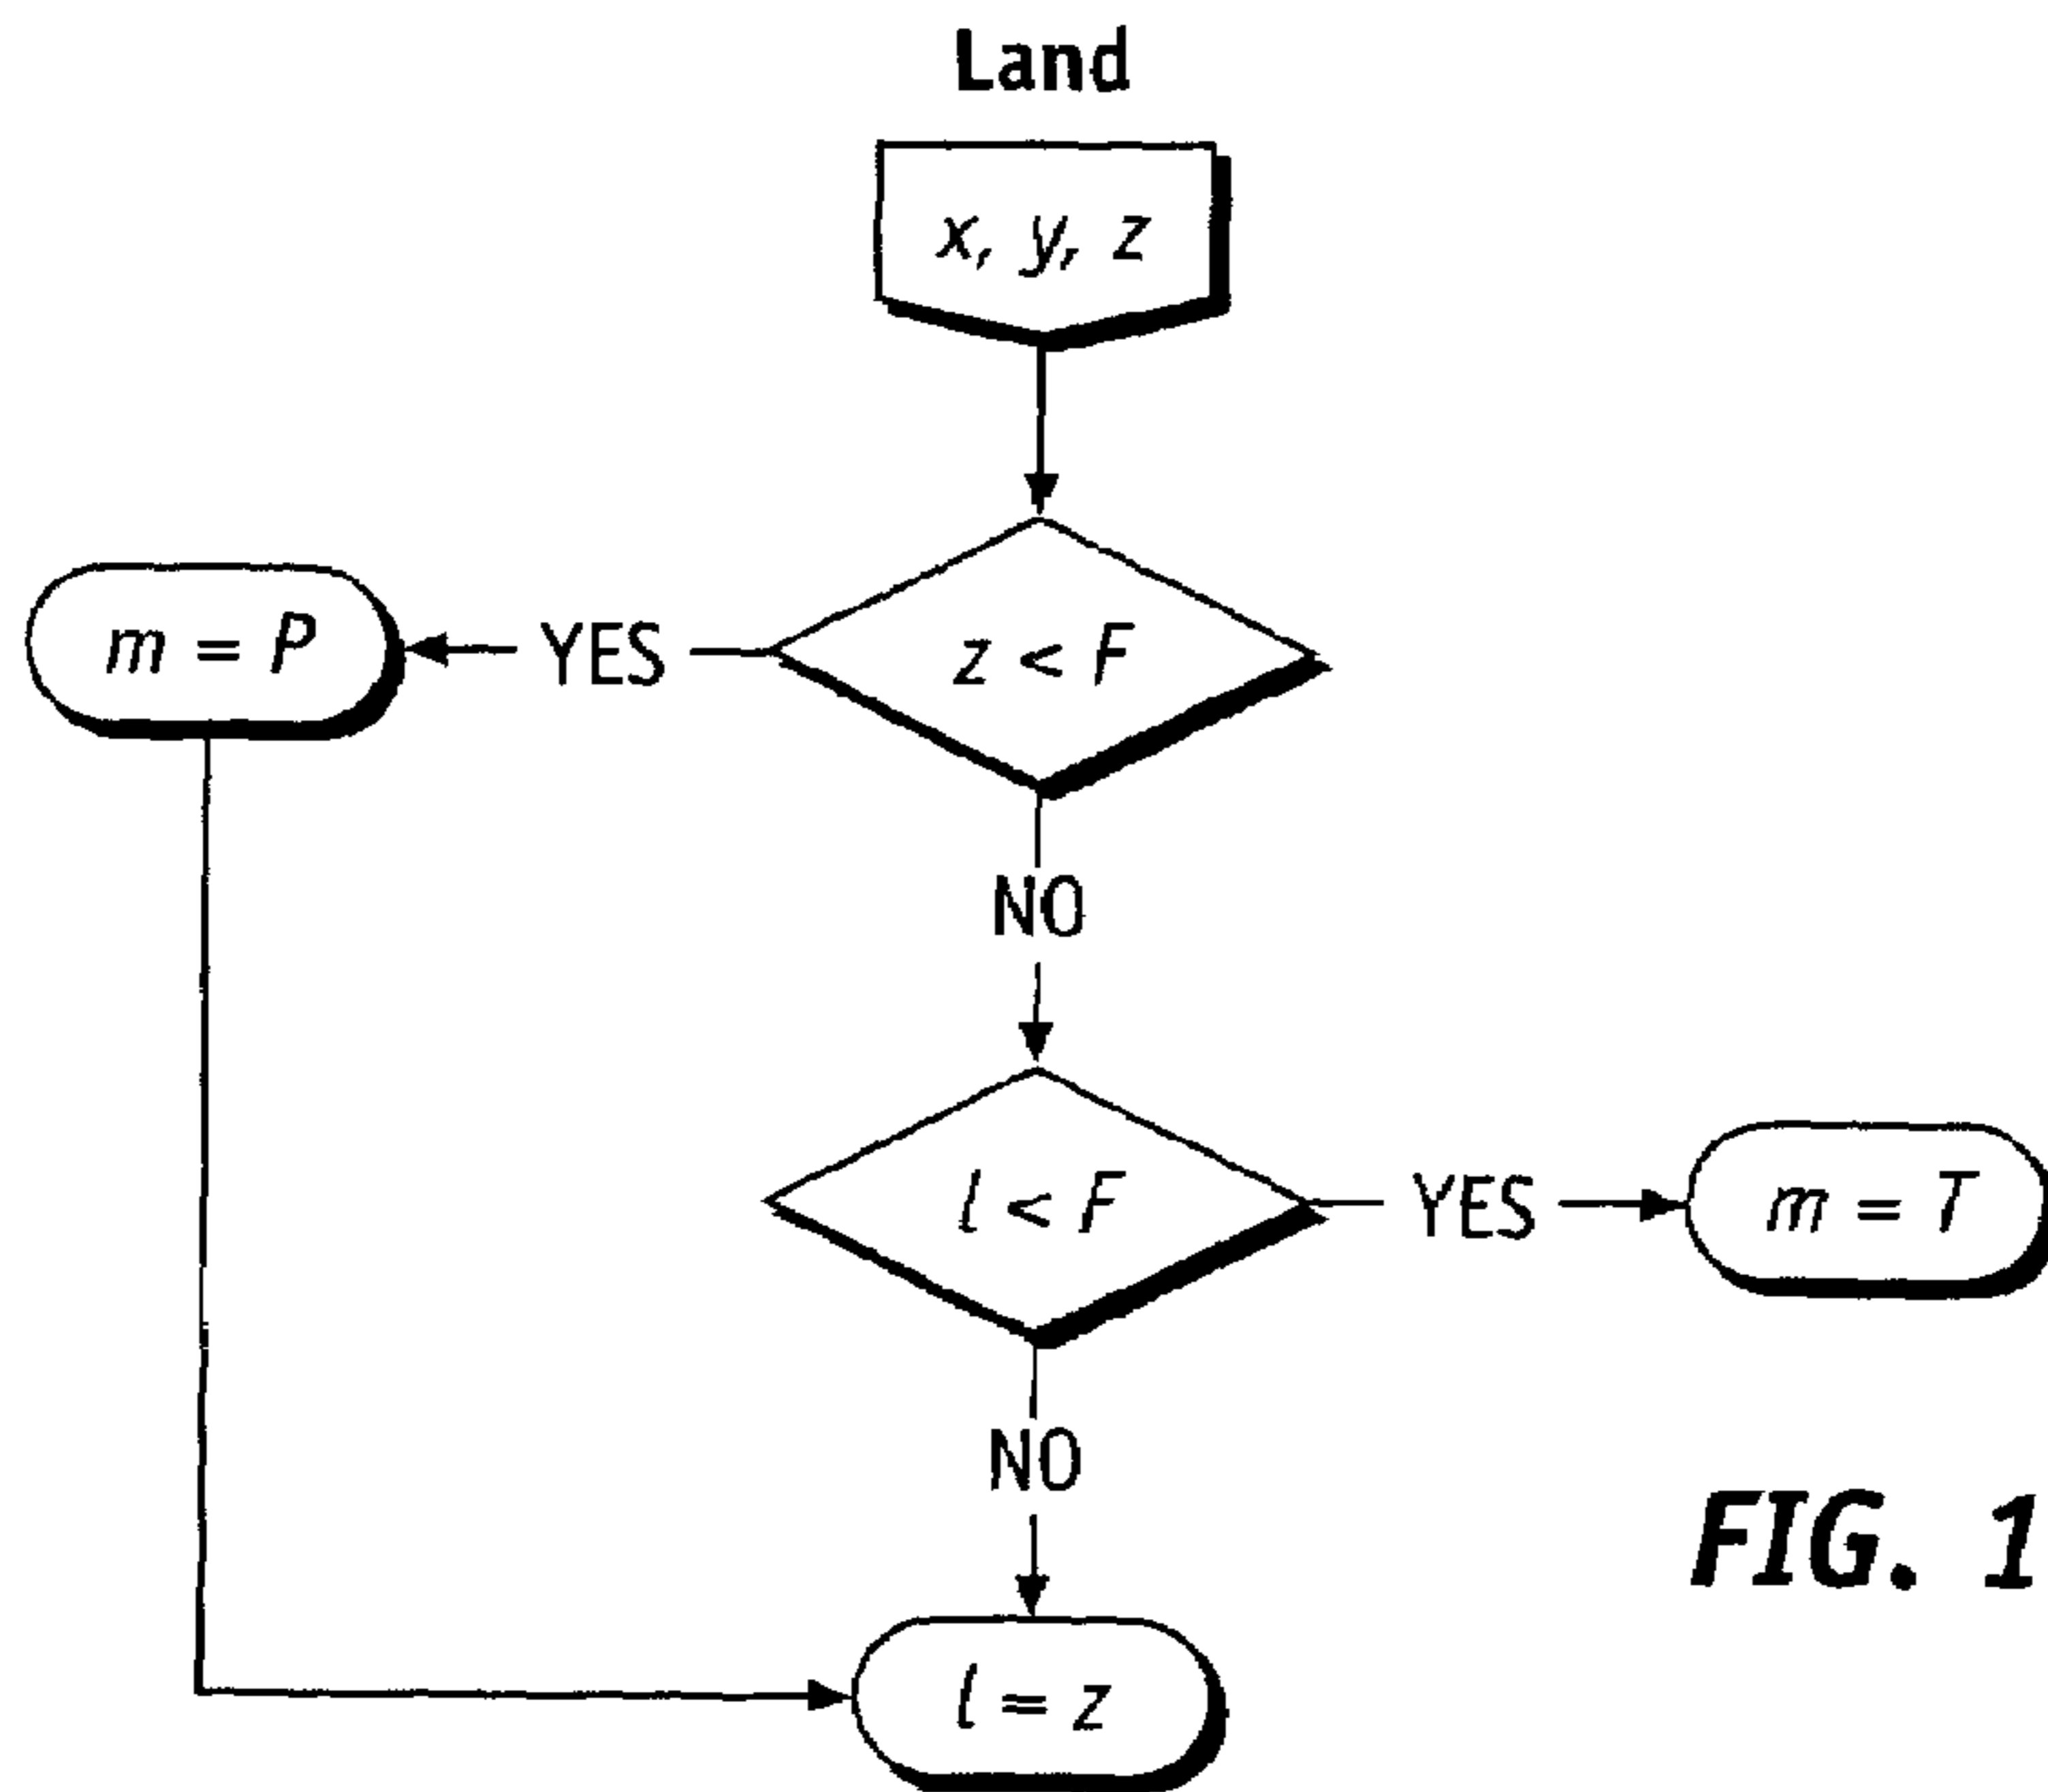 Land
x, y, z
m = P
YES
z < F
NO
l < F
YES
m = T
NO
FIG. 1
l = z